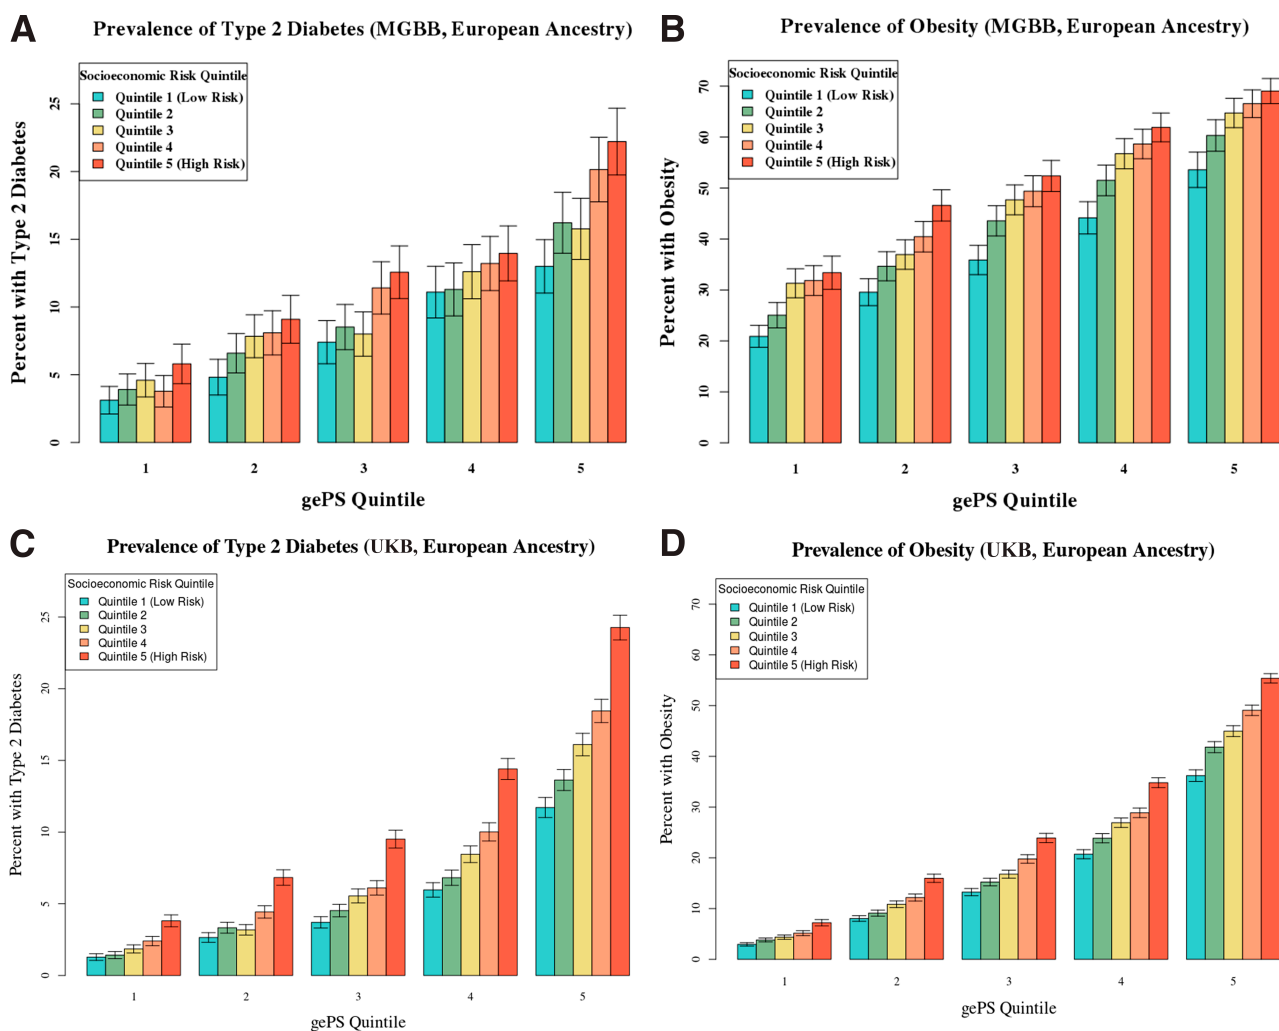 A
Prevalence of Type 2 Diabetes (MGBB, European Ancestry)
Socioeconomic Risk Quintile
Quintile 1 (Low Risk)
Quintile 2
Quintile 3
Quintile 4
Quintile 5 (High Risk)
Percent with Type 2 Diabetes
25
20
15
10
5
0
1 2 3 4 5
gePS Quintile
B
Prevalence of Obesity (MGBB, European Ancestry)
Socioeconomic Risk Quintile
Quintile 1 (Low Risk)
Quintile 2
Quintile 3
Quintile 4
Quintile 5 (High Risk)
Percent with Obesity
70
60
50
40
30
20
10
0
1 2 3 4 5
gePS Quintile
C
Prevalence of Type 2 Diabetes (UKB, European Ancestry)
Socioeconomic Risk Quintile
Quintile 1 (Low Risk)
Quintile 2
Quintile 3
Quintile 4
Quintile 5 (High Risk)
Percent with Type 2 Diabetes
25
20
15
10
5
0
1 2 3 4 5
gePS Quintile
D
Prevalence of Obesity (UKB, European Ancestry)
Socioeconomic Risk Quintile
Quintile 1 (Low Risk)
Quintile 2
Quintile 3
Quintile 4
Quintile 5 (High Risk)
Percent with Obesity
70
60
50
40
30
20
10
0
1 2 3 4 5
gePS Quintile